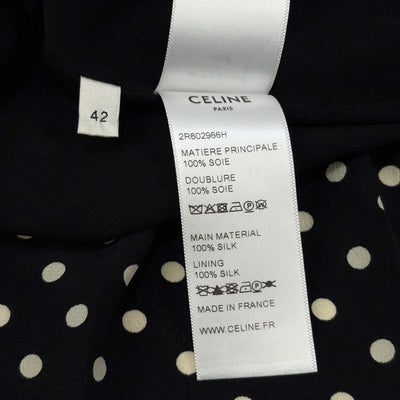 42
CELINE
PARIS
2R602966H
MATIERE PRINCIPALE
100% SOIE
DOUBLURE
100% SOIE
MAIN MATERIAL
100% SILK
LINING
100% SILK
MADE IN FRANCE
WWW.CELINE.FR